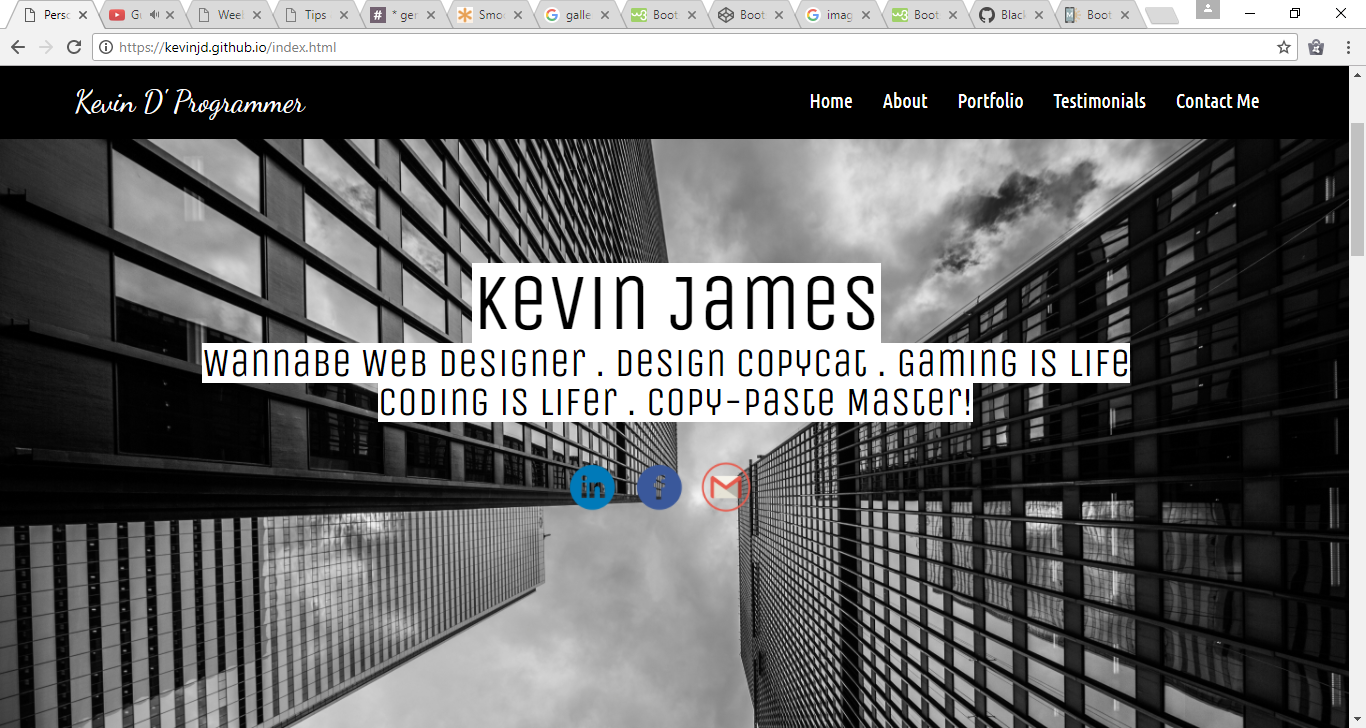 Perso
Gu
Weel
Tips
* ger
Smoo
galle
Boot
Boot
imag
Boot
Black
Boot
https://kevinjd.github.io/index.html
Kevin D' Programmer
Home
About
Portfolio
Testimonials
Contact Me
Kevin James
Wannabe Web Designer . Design Copycat . Gaming is Life
Coding is Lifer . Copy-Paste Master!
in
f